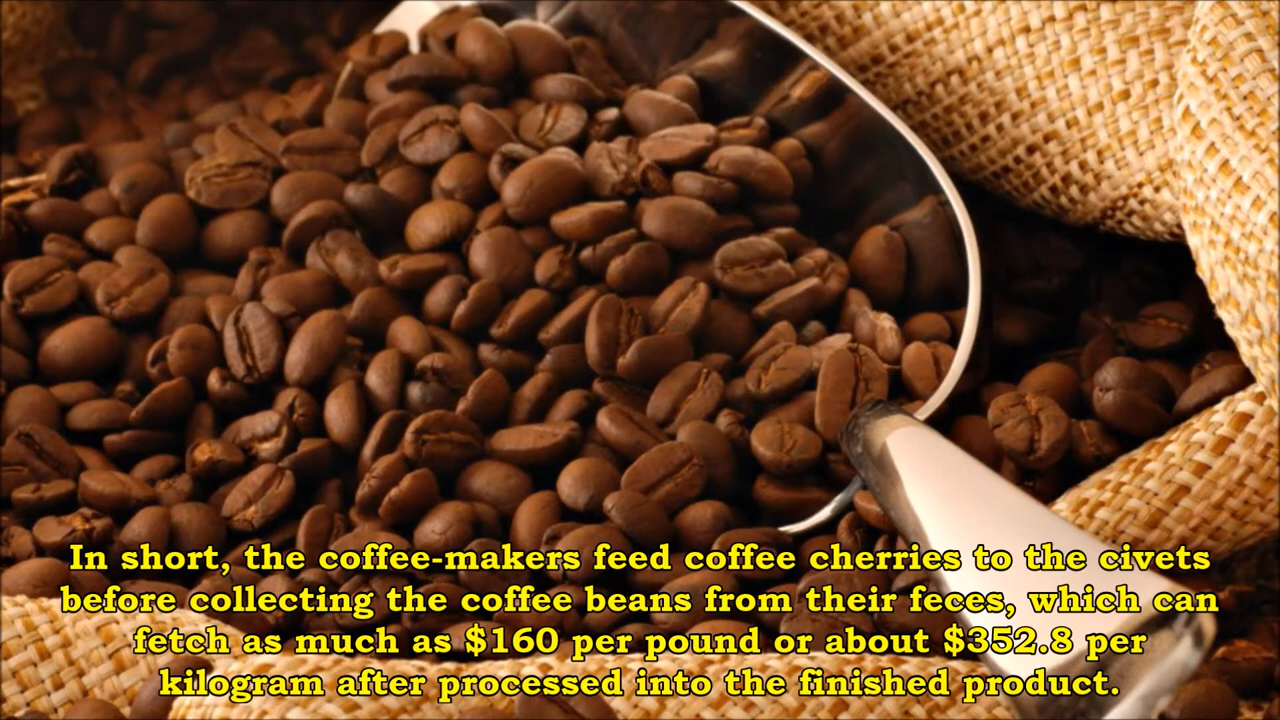 In short, the coffee-makers feed coffee cherries to the civets
before collecting the coffee beans from their feces, which can
fetch as much as $160 per pound or about $352.8 per
kilogram after processed into the finished product.